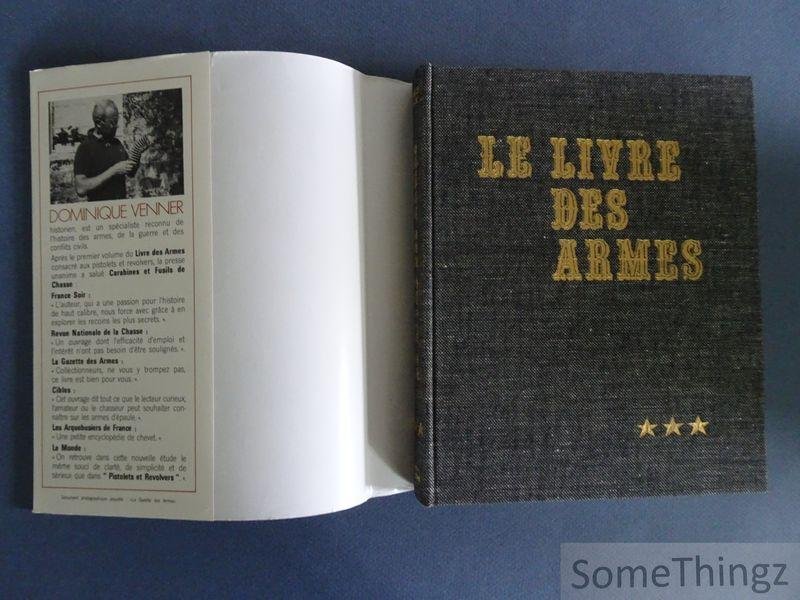 DOMINIQUE VENNER
historien, est un spécialiste reconnu de
l'histoire des armes, de la guerre et des
conflits civils.
Après le premier volume du Livre des Armes
consacré aux pistolets et revolvers, la presse
unanime a salué Carabines et Fusils de
Chasse
France Soir :
« L'auteur, qui a une passion pour l'histoire
de haut calibre, nous force avec grâce à en
explorer les recoins les plus secrets. ».
Revue Nationale de la Chasse :
« Un ouvrage dont l'efficacité d'emploi et
l'intérêt n'ont pas besoin d'être soulignés. ».
La Gazette des Armes :
« Collectionneurs, ne vous y trompez pas,
ce livre est bien pour vous. ».
Cibles :
« Cet ouvrage dit tout ce que le lecteur curieux,
l'amateur ou le chasseur peut souhaiter con-
naître sur les armes d'épaule. ».
Les Arquebusiers de France :
« Une petite encyclopédie de chevet. ».
Le Monde :
« On retrouve dans cette nouvelle étude le
même souci de clarté, de simplicité et de
sérieux que dans " Pistolets et Revolvers " ».
LE LIVRE
DES
ARMES
SomeThingz